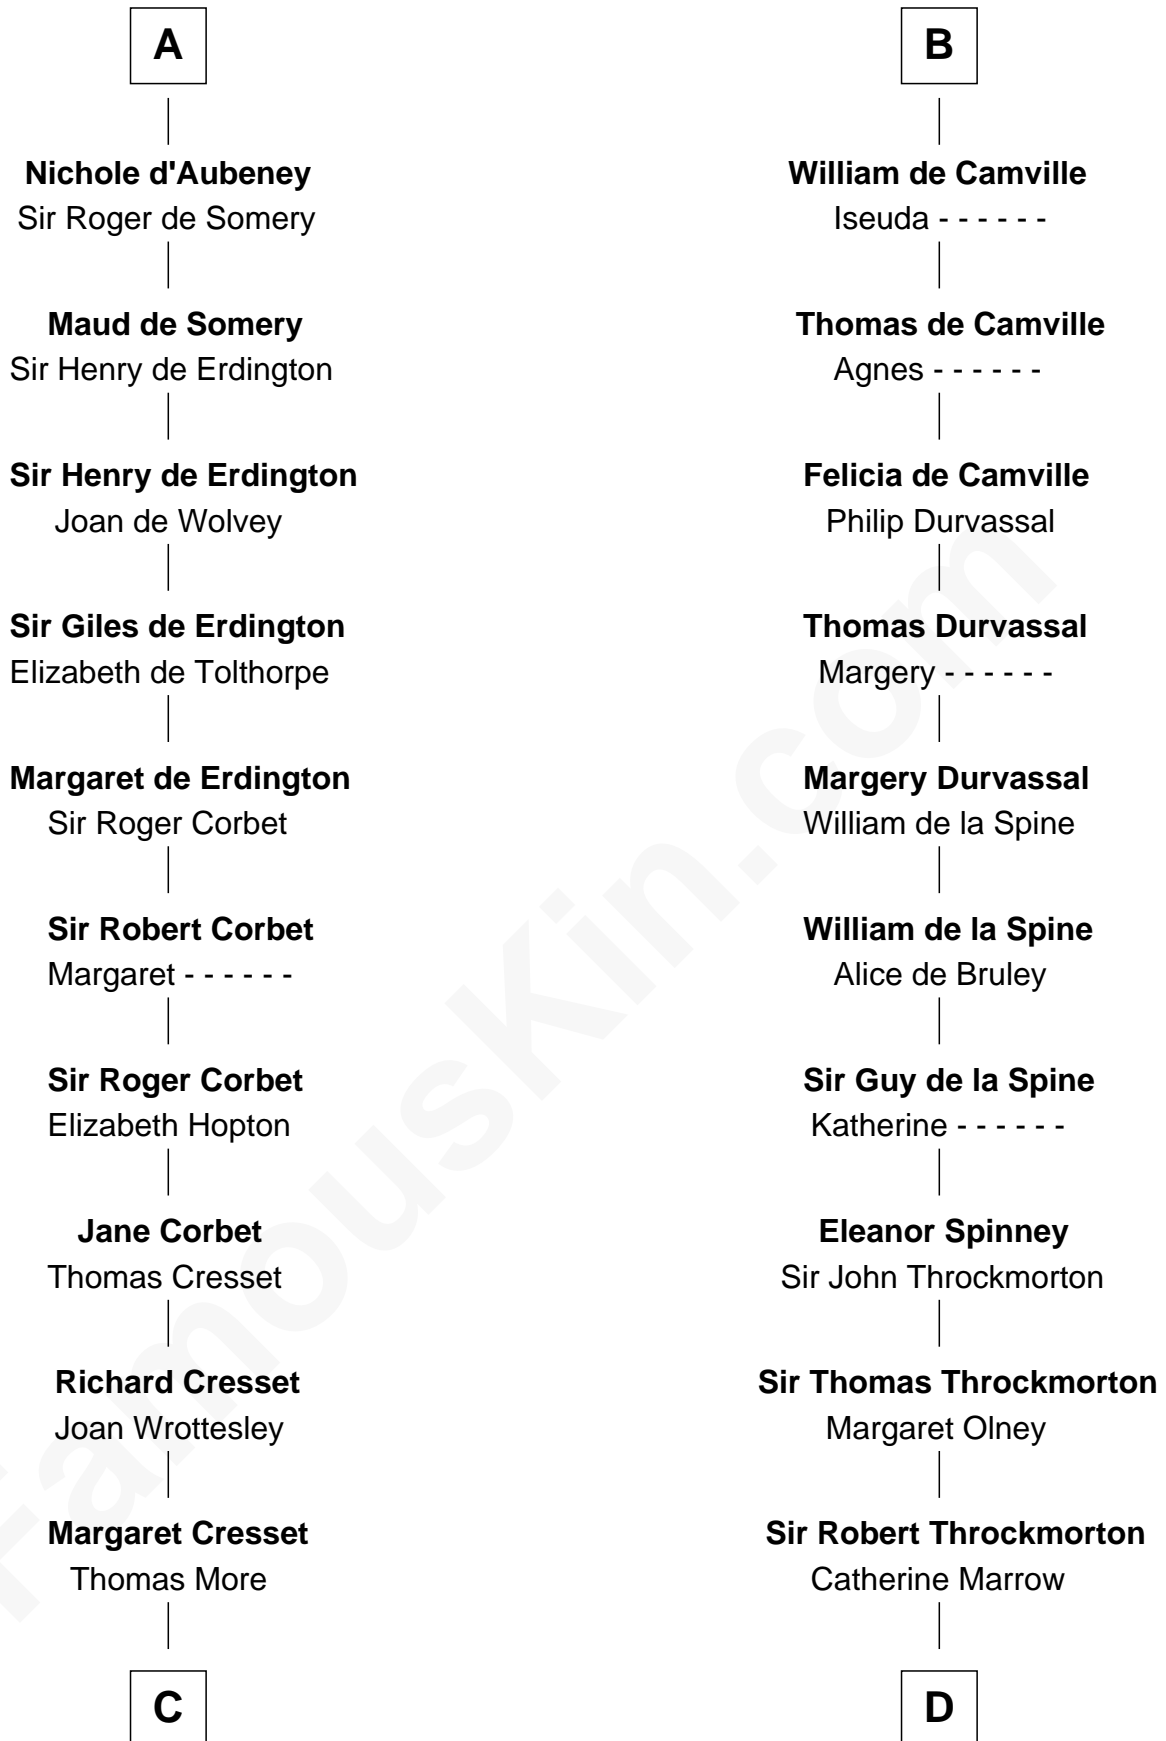 A
Nichole d'Aubeney
Sir Roger de Somery
Maud de Somery
Sir Henry de Erdington
Sir Henry de Erdington
Joan de Wolvey
Sir Giles de Erdington
Elizabeth de Tolthorpe
Margaret de Erdington
Sir Roger Corbet
Sir Robert Corbet
Margaret - - - - - -
Sir Roger Corbet
Elizabeth Hopton
Jane Corbet
Thomas Cresset
Richard Cresset
Joan Wrottesley
Margaret Cresset
Thomas More
C
B
William de Camville
Iseuda - - - - - -
Thomas de Camville
Agnes - - - - - -
Felicia de Camville
Philip Durvassal
Thomas Durvassal
Margery - - - - - -
Margery Durvassal
William de la Spine
William de la Spine
Alice de Bruley
Sir Guy de la Spine
Katherine - - - - - -
Eleanor Spinney
Sir John Throckmorton
Sir Thomas Throckmorton
Margaret Olney
Sir Robert Throckmorton
Catherine Marrow
D
FamousKin.com